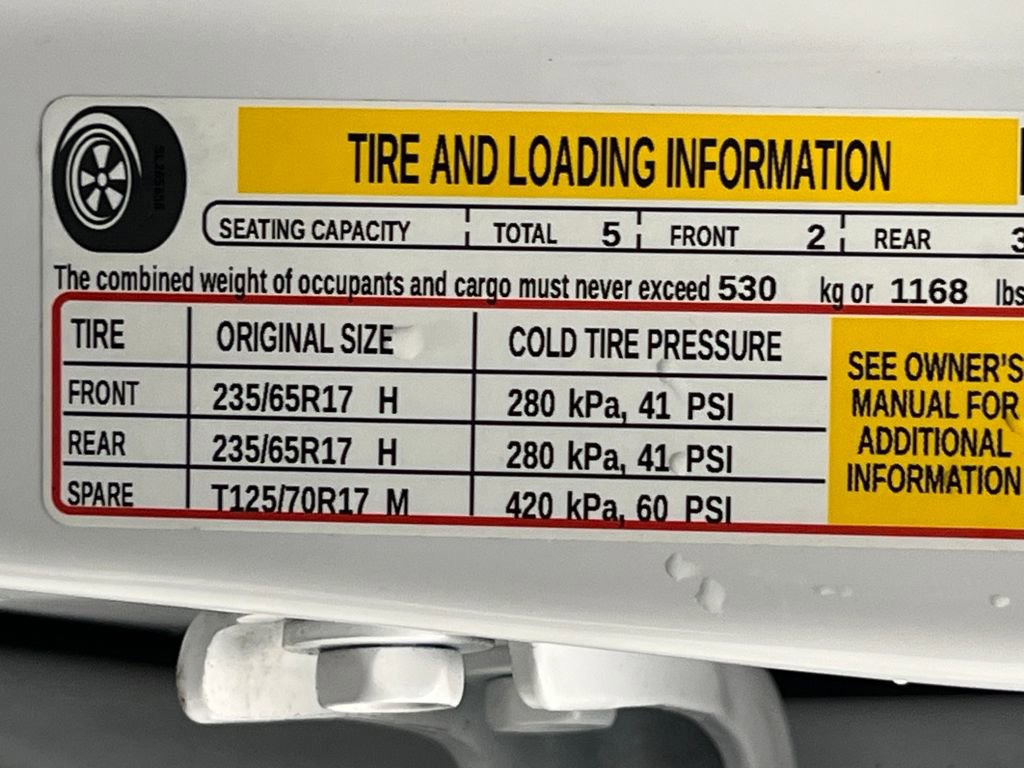 TIRE AND LOADING INFORMATION
SEATING CAPACITY TOTAL 5 FRONT 2 REAR 3
The combined weight of occupants and cargo must never exceed 530 kg or 1168 lbs
TIRE ORIGINAL SIZE COLD TIRE PRESSURE
FRONT 235/65R17 H 280 kPa, 41 PSI
REAR 235/65R17 H 280 kPa, 41 PSI
SPARE T125/70R17 M 420 kPa, 60 PSI
SEE OWNER'S
MANUAL FOR
ADDITIONAL
INFORMATION